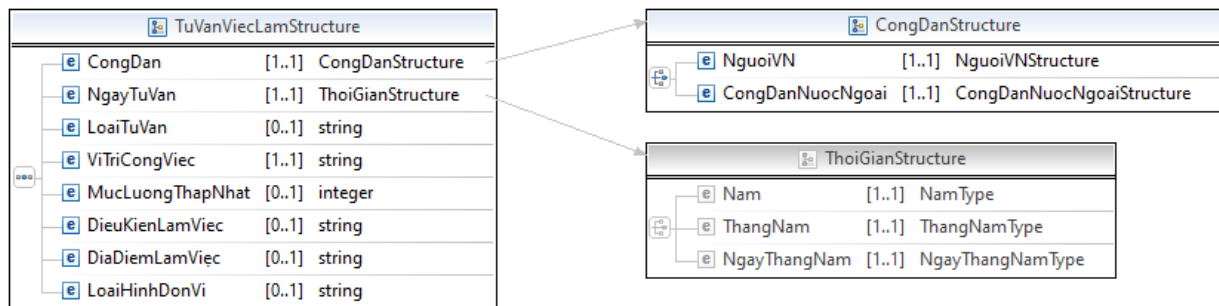 TuVanViecLamStructure
e CongDan [1..1] CongDanStructure
e NgayTuVan [1..1] ThoiGianStructure
e LoaiTuVan [0..1] string
e ViTriCongViec [1..1] string
e MucLuongThapNhat [0..1] integer
e DieuKienLamViec [0..1] string
e DiaDiemLamViẹc [0..1] string
e LoaiHinhDonVi [0..1] string
CongDanStructure
e NguoiVN [1..1] NguoiVNStructure
e CongDanNuocNgoai [1..1] CongDanNuocNgoaiStructure
ThoiGianStructure
e Nam [1..1] NamType
e ThangNam [1..1] ThangNamType
e NgayThangNam [1..1] NgayThangNamType